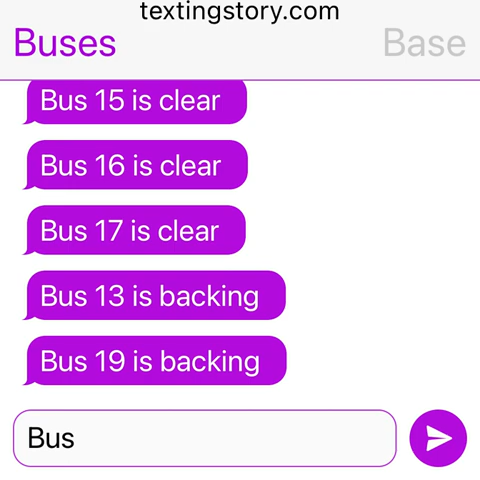 textingstory.com
Buses Base
Bus 15 is clear
Bus 16 is clear
Bus 17 is clear
Bus 13 is backing
Bus 19 is backing
Bus